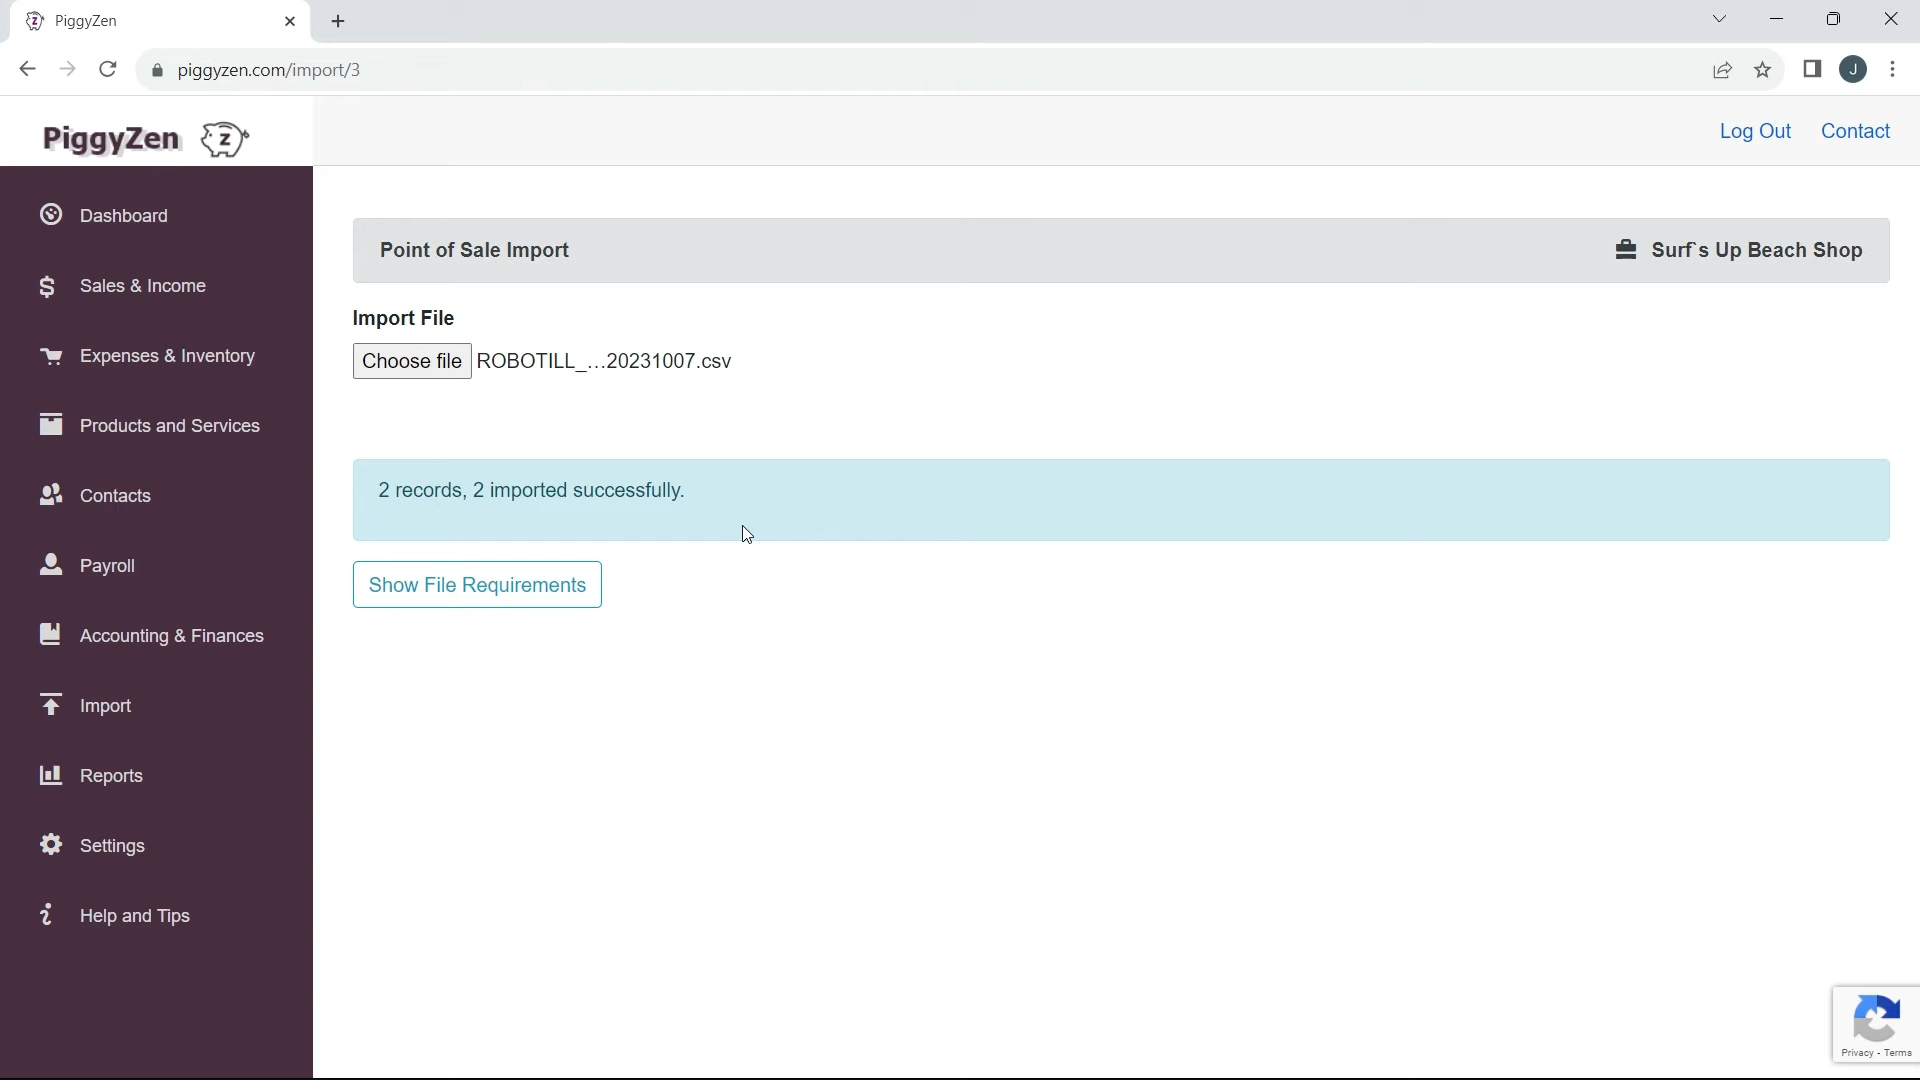 PiggyZen
piggyzen.com/import/3
J
PiggyZen Z
Log Out Contact
Dashboard
Sales & Income
Expenses & Inventory
Products and Services
Contacts
Payroll
Accounting & Finances
Import
Reports
Settings
Help and Tips
Point of Sale Import
Surf`s Up Beach Shop
Import File
Choose file ROBOTILL_...20231007.csv
2 records, 2 imported successfully.
Show File Requirements
Privacy - Terms